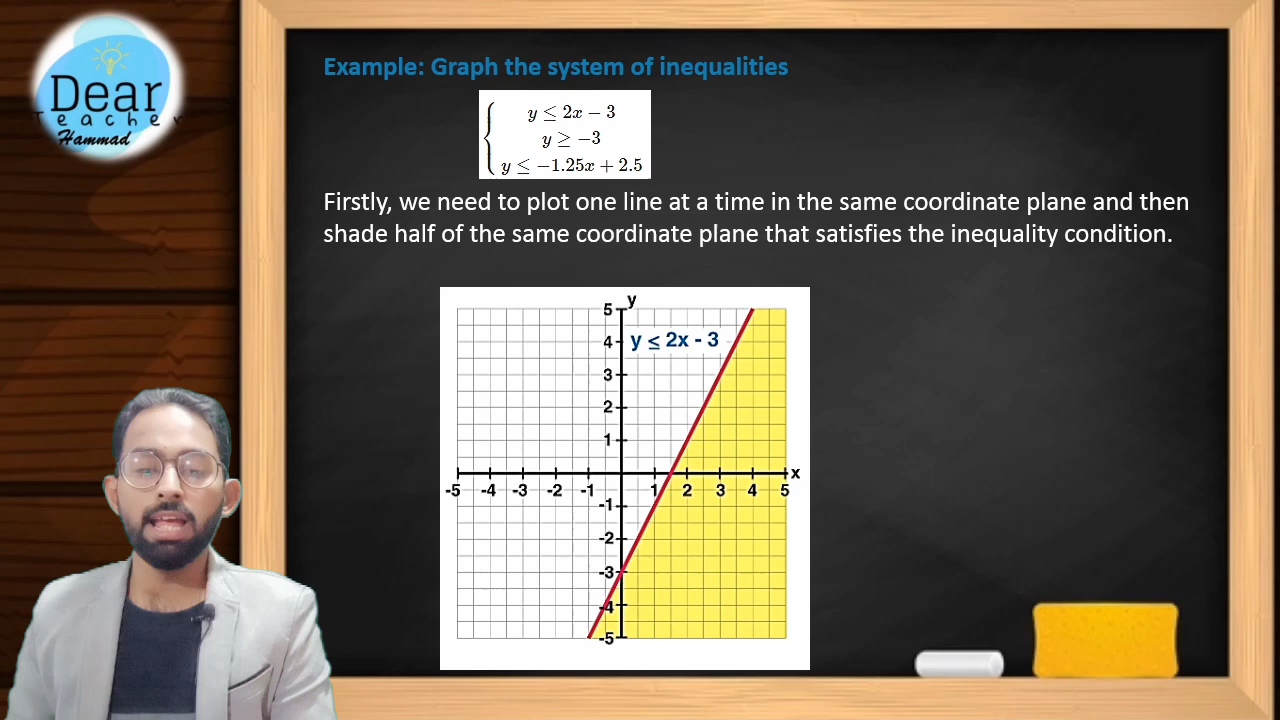 Dear
Teacher
Hammad
Example: Graph the system of inequalities
y ≤ 2x − 3
y ≥ −3
y ≤ −1.25x + 2.5
Firstly, we need to plot one line at a time in the same coordinate plane and then
shade half of the same coordinate plane that satisfies the inequality condition.
y
5
y ≤ 2x - 3
4
3
2
1
x
-5 -4 -3 -2 -1 1 2 3 4 5
-1
-2
-3
-4
-5